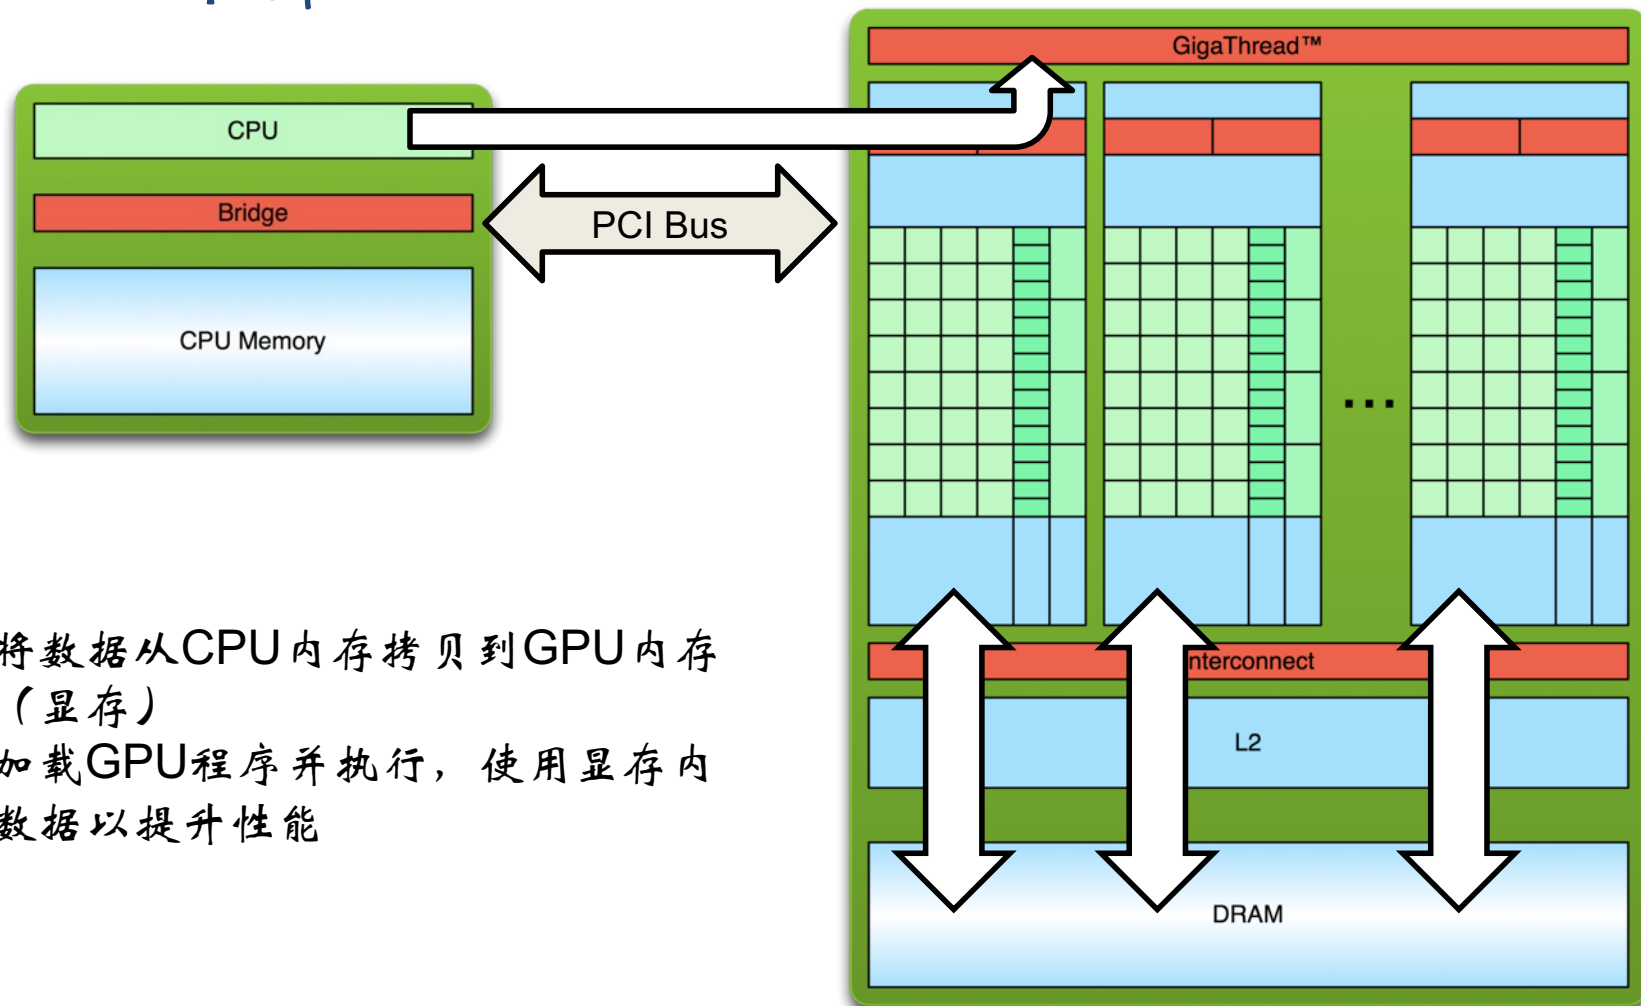 GigaThread™
CPU
Bridge
PCI Bus
CPU Memory
...
将数据从CPU内存拷贝到GPU内存
（显存）
加载GPU程序并执行，使用显存内
数据以提升性能
nterconnect
L2
DRAM